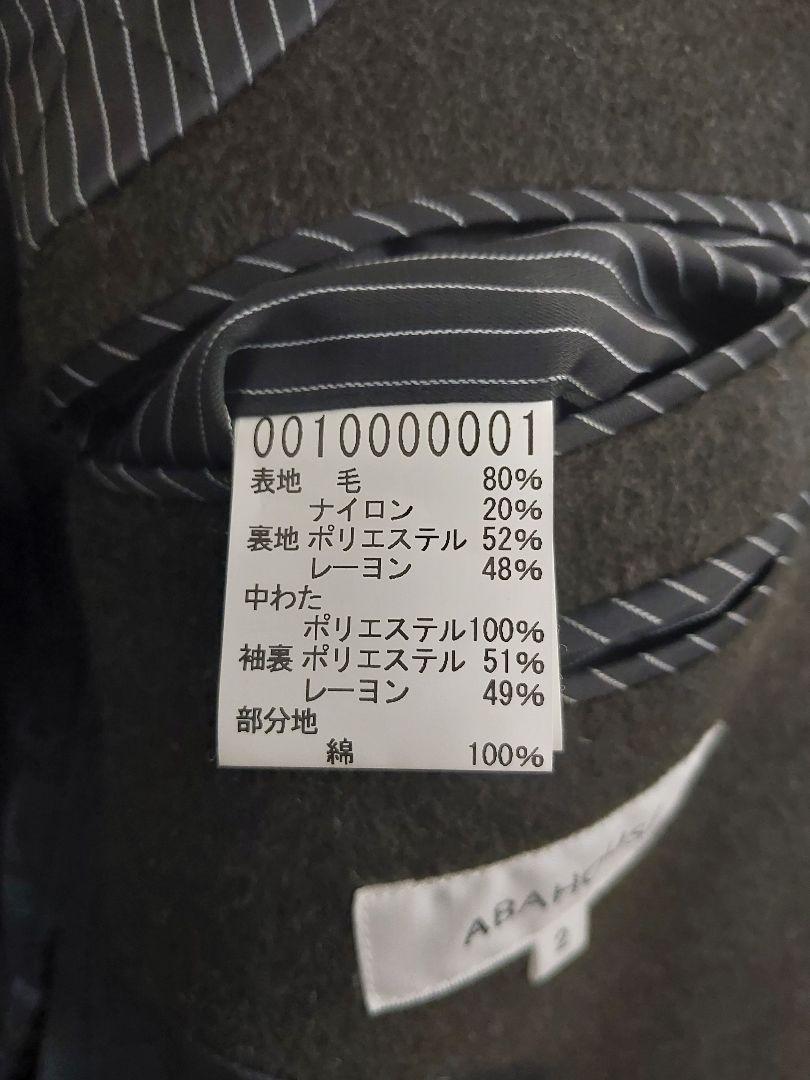 0010000001
表地 毛 80%
ナイロン 20%
裏地 ポリエステル 52%
レーヨン 48%
中わた
ポリエステル100%
袖裏 ポリエステル 51%
レーヨン 49%
部分地
綿 100%
ABAHOUSE
2